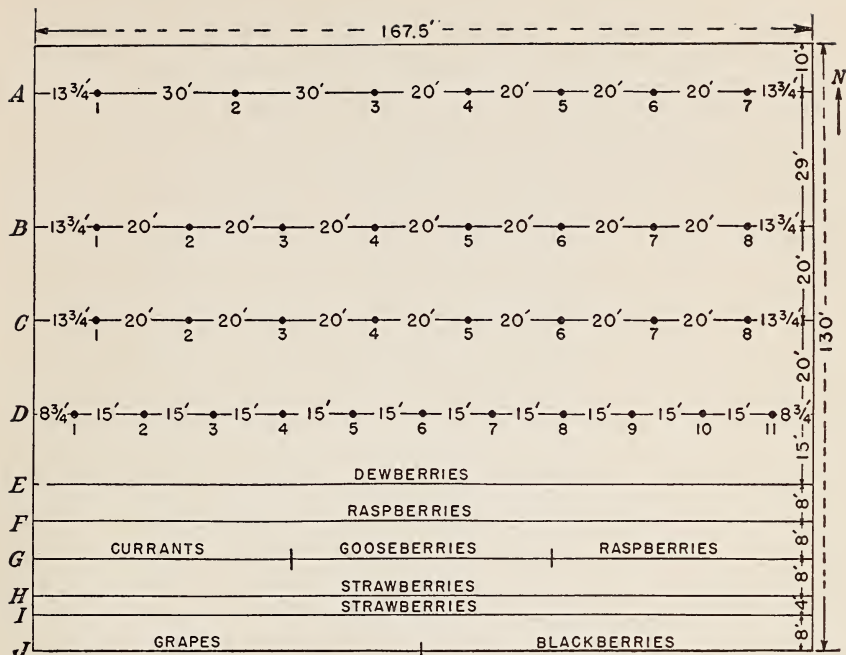 167.5'
A 13¾' 30' 30' 20' 20' 20' 20' 13¾' 10' N
1 2 3 4 5 6 7
29'
B 13¾' 20' 20' 20' 20' 20' 20' 20' 13¾'
1 2 3 4 5 6 7 8
20'
C 13¾' 20' 20' 20' 20' 20' 20' 20' 13¾' 130'
1 2 3 4 5 6 7 8
20'
D 8¾' 15' 15' 15' 15' 15' 15' 15' 15' 15' 15' 8¾'
1 2 3 4 5 6 7 8 9 10 11
15'
DEWBERRIES
E
8'
RASPBERRIES
F
8'
CURRANTS GOOSEBERRIES RASPBERRIES
G
8'
STRAWBERRIES
H
STRAWBERRIES 4'
I
8'
GRAPES BLACKBERRIES
J